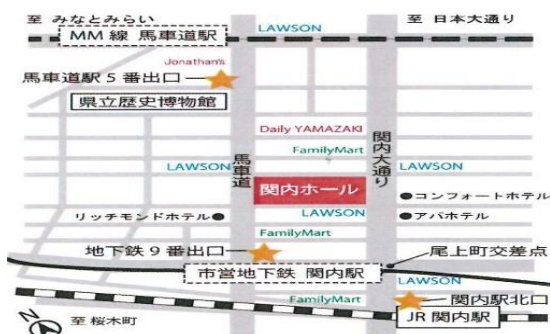 至 みなとみらい
至 日本大通り
LAWSON
MM線 馬車道駅
Jonathan's
馬車道駅5番出口
県立歴史博物館
Daily YAMAZAKI
FamilyMart
馬車道
関内大通り
LAWSON
LAWSON
関内ホール
コンフォートホテル
リッチモンドホテル
LAWSON
アパホテル
FamilyMart
地下鉄9番出口
尾上町交差点
市営地下鉄 関内駅
LAWSON
FamilyMart
関内駅北口
N
至 桜木町
JR関内駅